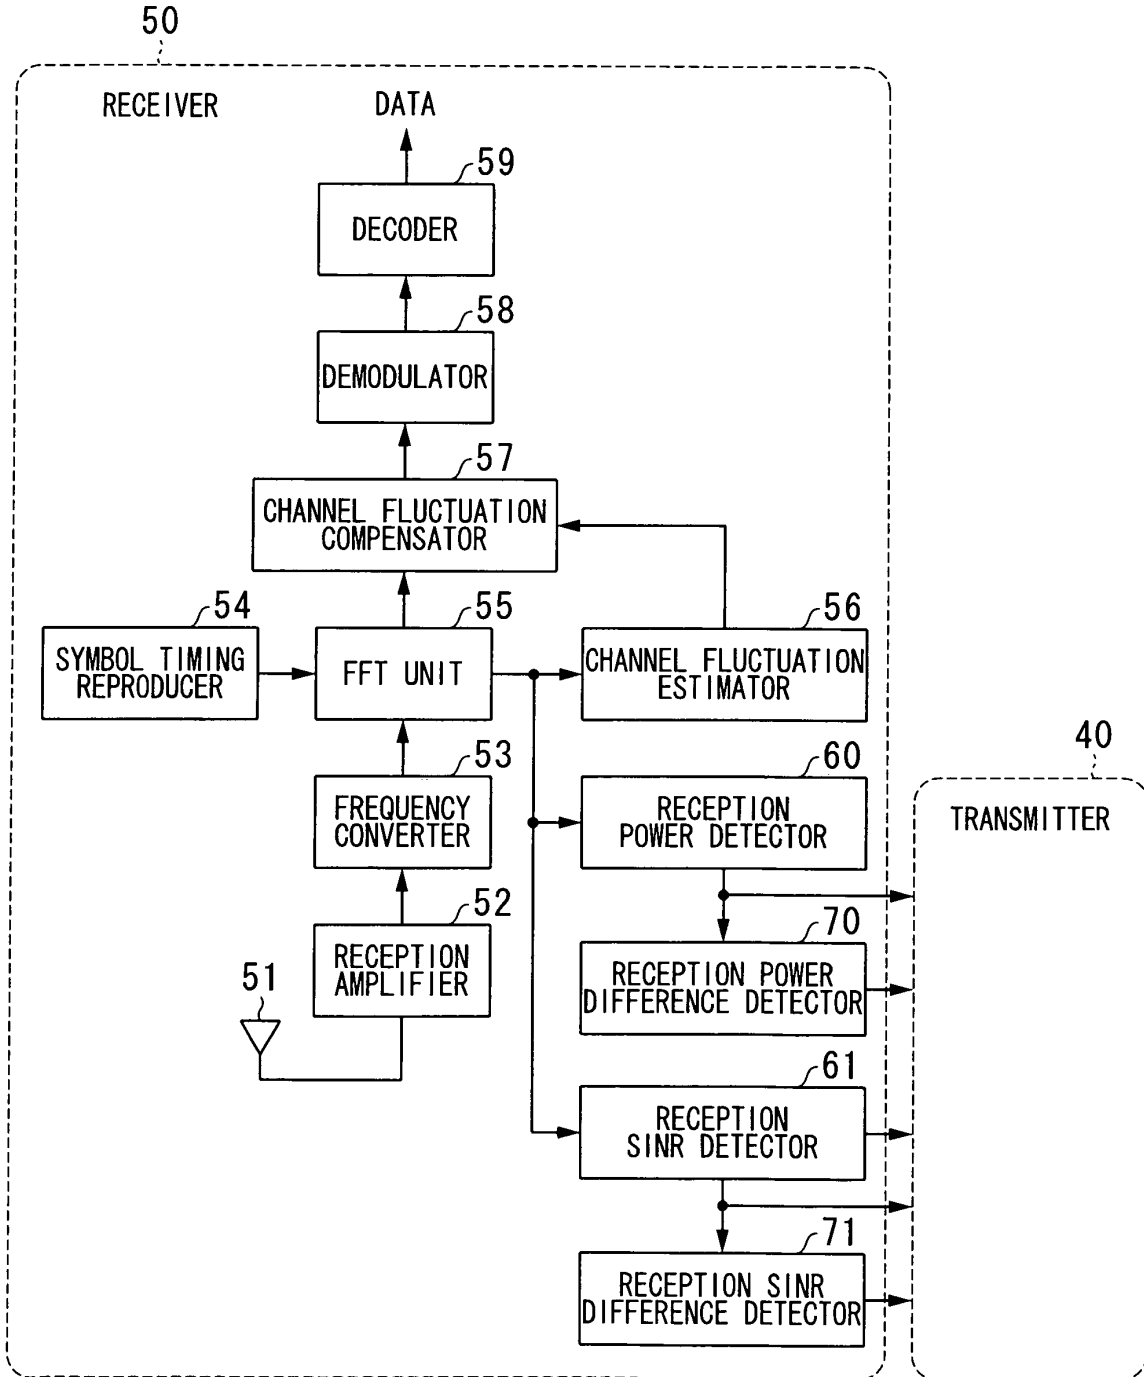 50
RECEIVER
DATA
59
DECODER
58
DEMODULATOR
57
CHANNEL FLUCTUATION
COMPENSATOR
54
SYMBOL TIMING
REPRODUCER
55
FFT UNIT
56
CHANNEL FLUCTUATION
ESTIMATOR
53
FREQUENCY
CONVERTER
60
RECEPTION
POWER DETECTOR
40
TRANSMITTER
52
RECEPTION
AMPLIFIER
51
70
RECEPTION POWER
DIFFERENCE DETECTOR
61
RECEPTION
SINR DETECTOR
71
RECEPTION SINR
DIFFERENCE DETECTOR